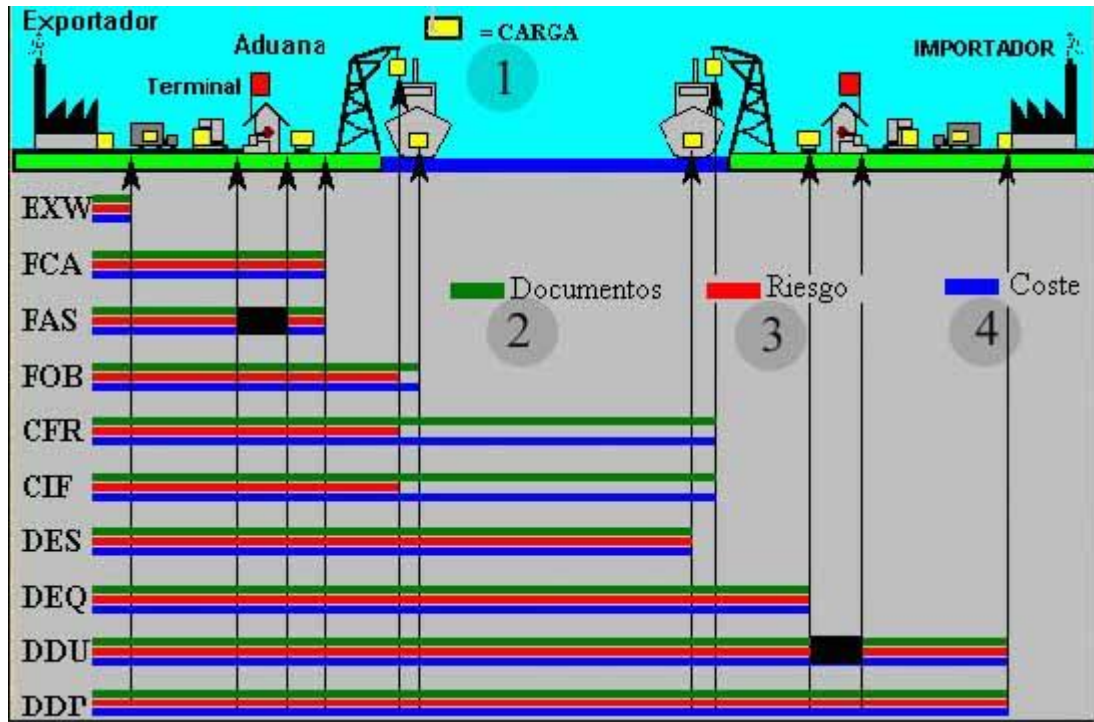 Exportador
= CARGA
Aduana
1
IMPORTADOR
Terminal
EXW
FCA
Documentos
Riesgo
Coste
FAS
2
3
4
FOB
CFR
CIF
DES
DEQ
DDU
DDP